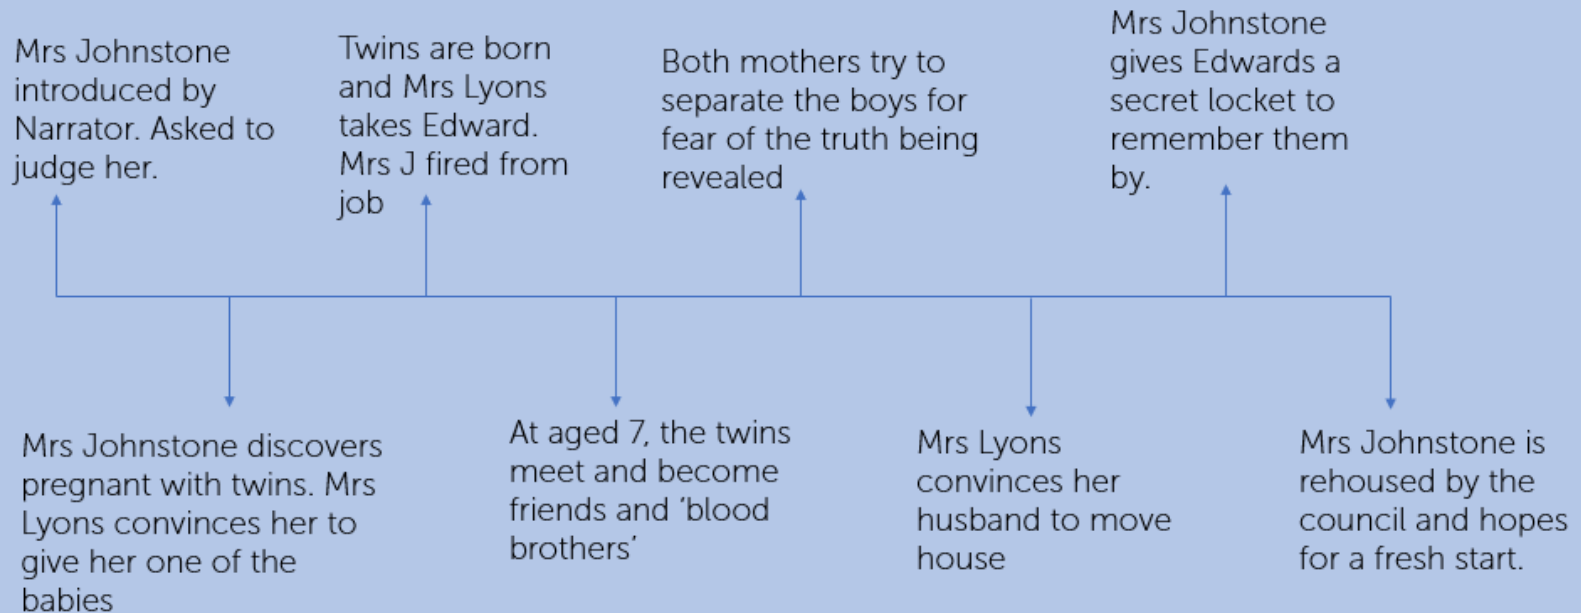 Mrs Johnstone
introduced by
Narrator. Asked to
judge her.
Mrs Johnstone discovers
pregnant with twins. Mrs
Lyons convinces her to
give her one of the
babies
Twins are born
and Mrs Lyons
takes Edward.
Mrs J fired from
job
At aged 7, the twins
meet and become
friends and ‘blood
brothers’
Both mothers try to
separate the boys for
fear of the truth being
revealed
Mrs Lyons
convinces her
husband to move
house
Mrs Johnstone
gives Edwards a
secret locket to
remember them
by.
Mrs Johnstone is
rehoused by the
council and hopes
for a fresh start.